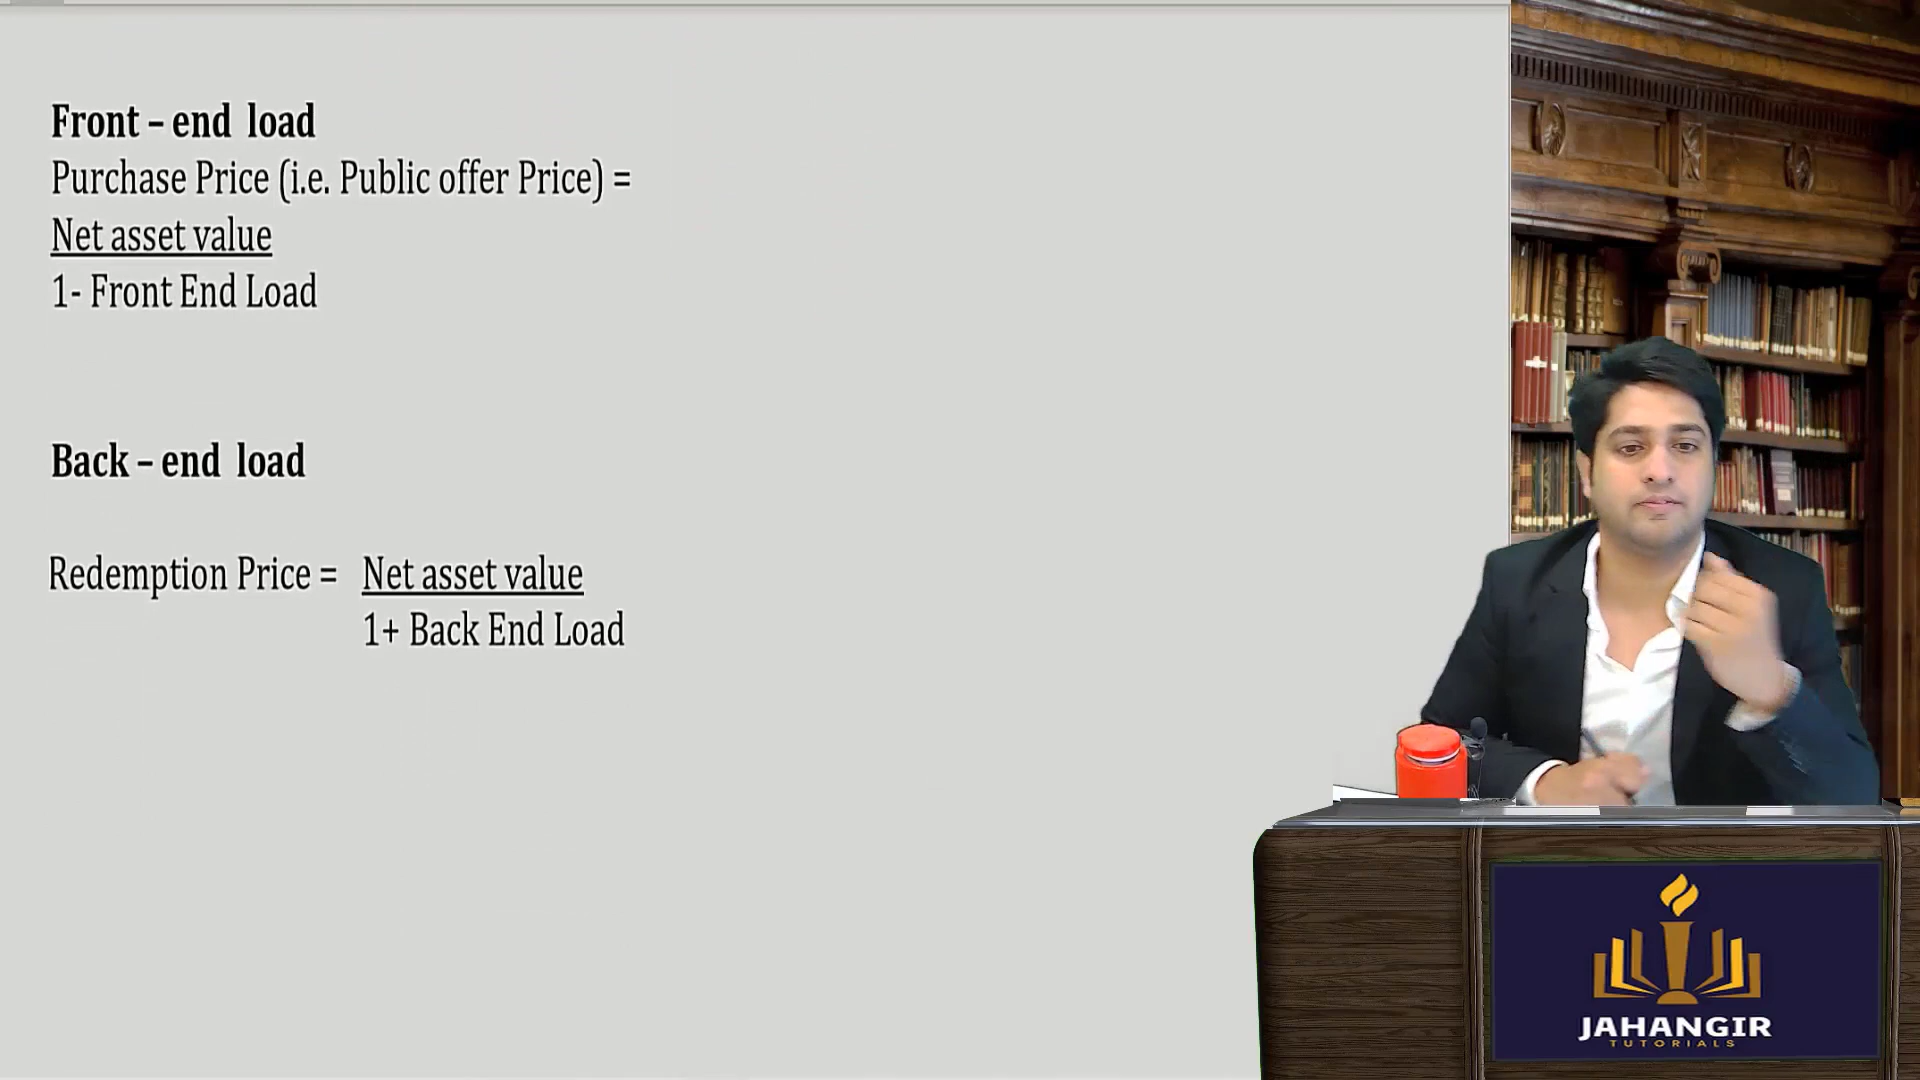 Front – end load
Purchase Price (i.e. Public offer Price) =
Net asset value
1- Front End Load
Back – end load
Redemption Price = Net asset value
1+ Back End Load
JAHANGIR
TUTORIALS